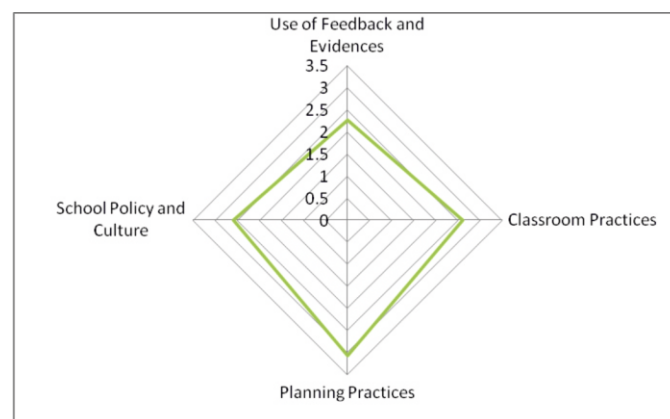 Use of Feedback and
Evidences
3.5
3
2.5
2
1.5
1
0.5
0
School Policy and
Culture
Classroom Practices
Planning Practices